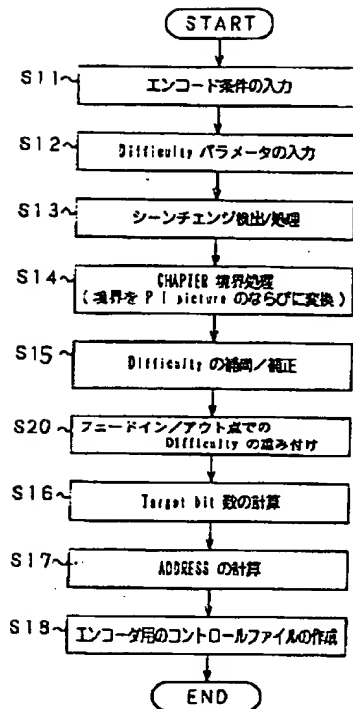 START
S11 エンコード条件の入力
S12 Difficulty パラメータの入力
S13 シーンチェンジ検出/処理
S14 CHAPTER 境界処理
( 境界を P I picture のならびに変換 )
S15 Difficulty の補間/補正
S20 フェードイン/アウト点での
Difficulty の重み付け
S16 Target bit 数の計算
S17 ADDRESS の計算
S18 エンコーダ用のコントロールファイルの作成
END